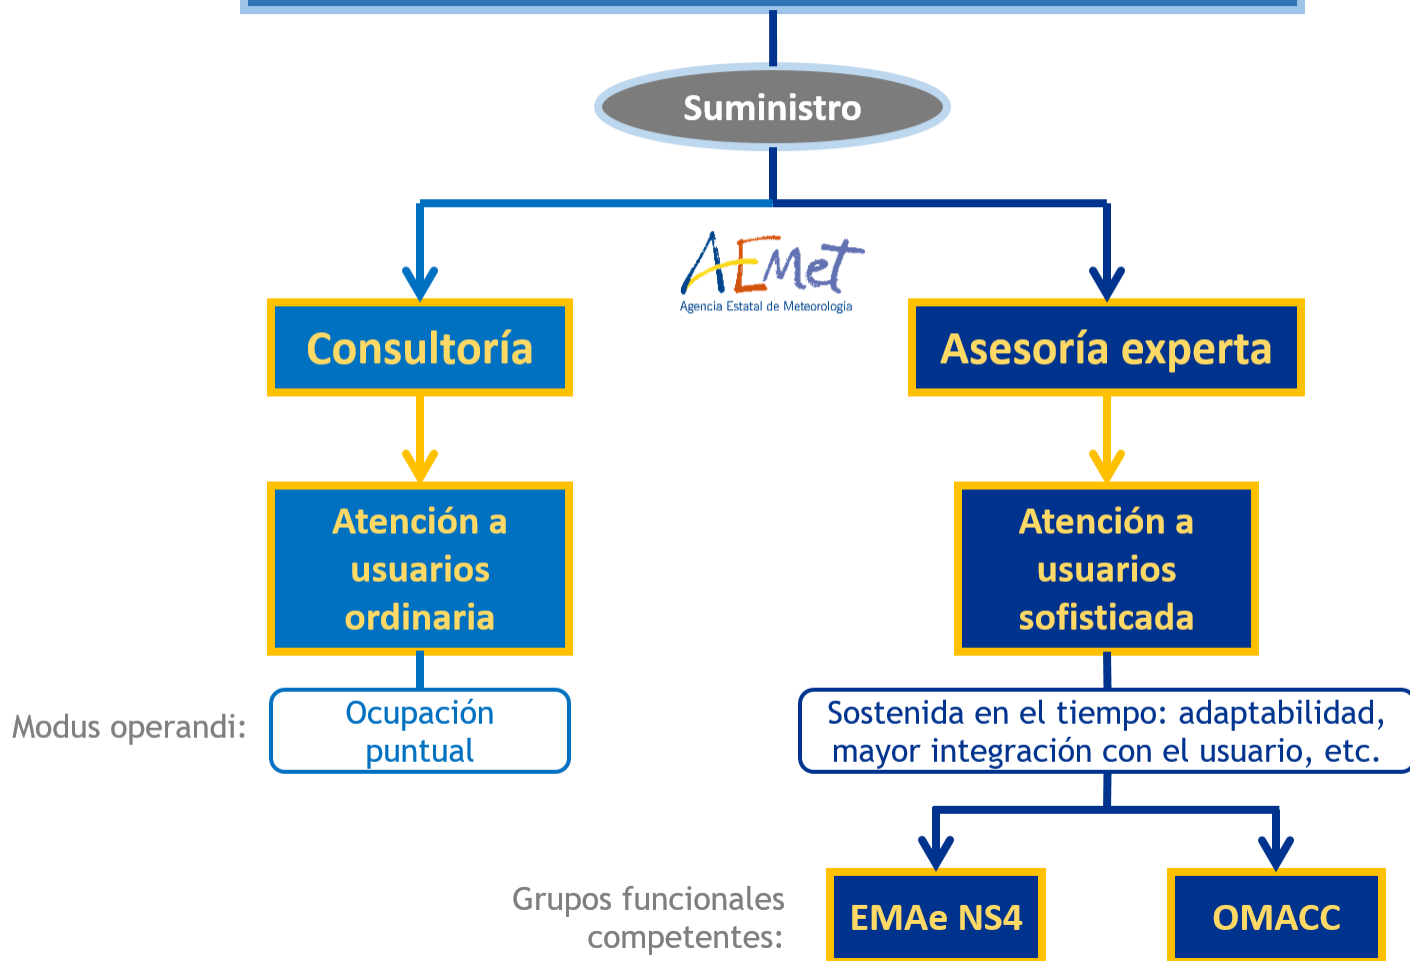 Suministro
AEMet
Agencia Estatal de Meteorología
Consultoría
Asesoría experta
Atención a
usuarios
ordinaria
Atención a
usuarios
sofisticada
Modus operandi:
Ocupación
puntual
Sostenida en el tiempo: adaptabilidad,
mayor integración con el usuario, etc.
Grupos funcionales
competentes:
EMAe NS4
OMACC